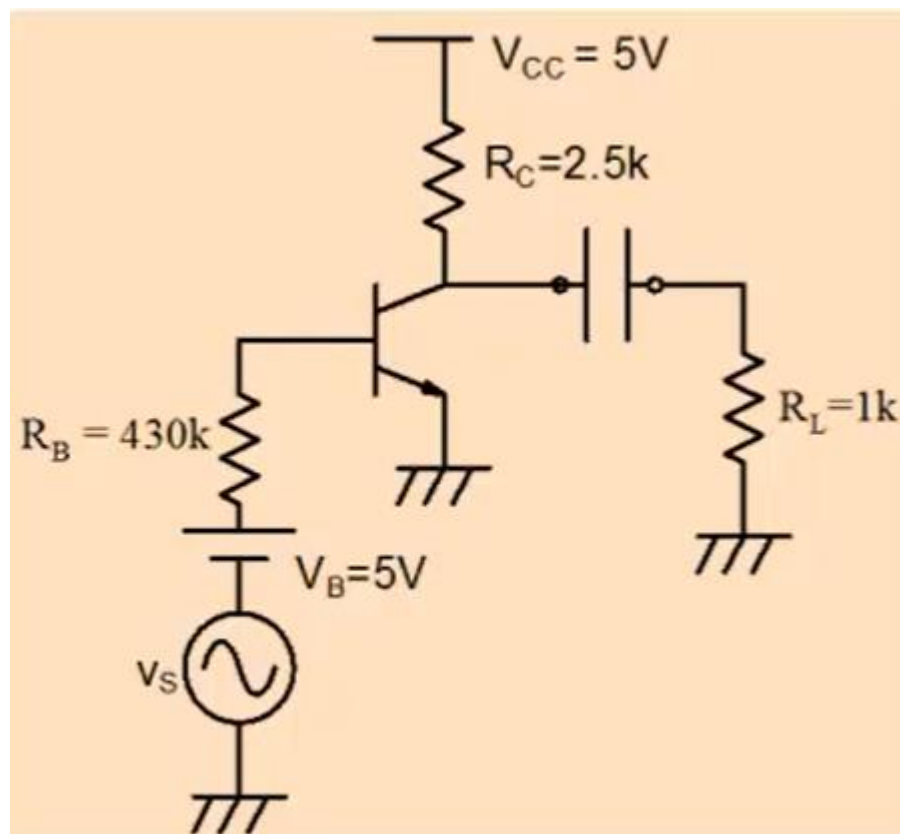 V_CC = 5V
R_C=2.5k
R_B = 430k
R_L=1k
V_B=5V
v_S